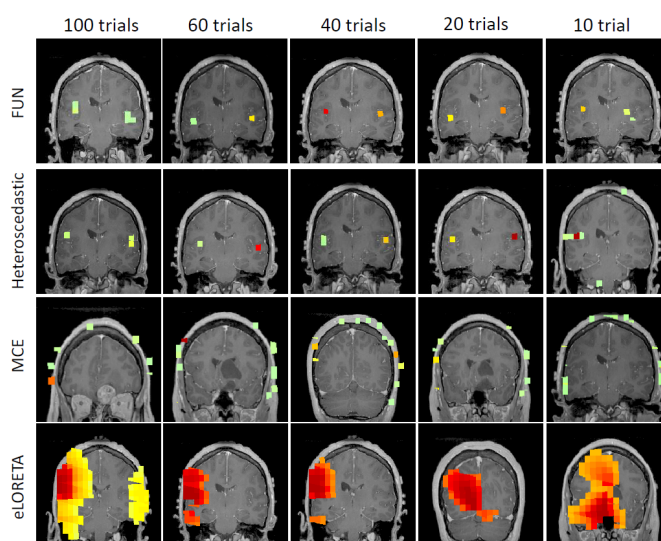 100 trials 60 trials 40 trials 20 trials 10 trial
FUN
Heteroscedastic
MCE
eLORETA